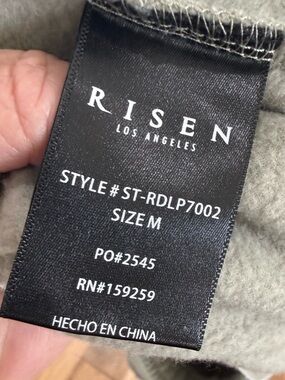 RISEN
LOS ANGELES
STYLE # ST-RDLP7002
SIZE M
PO#2545
RN#159259
HECHO EN CHINA